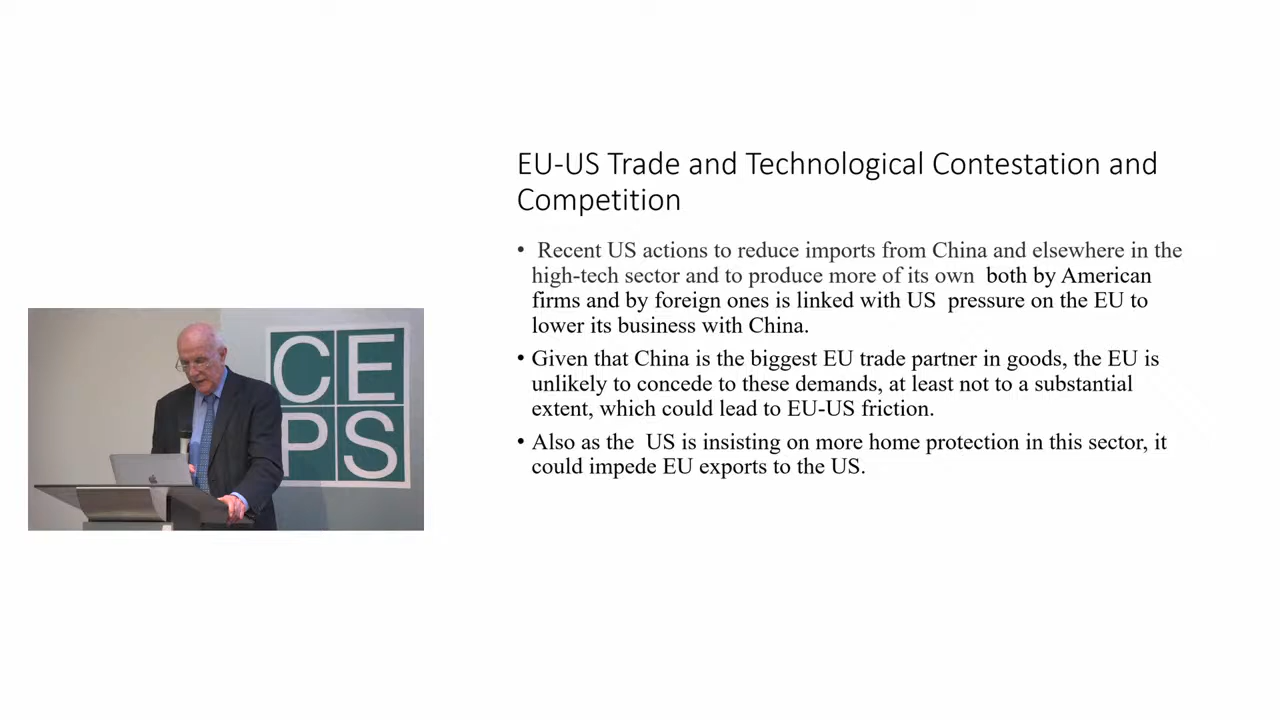 EU-US Trade and Technological Contestation and
Competition
• Recent US actions to reduce imports from China and elsewhere in the
high-tech sector and to produce more of its own both by American
firms and by foreign ones is linked with US pressure on the EU to
lower its business with China.
• Given that China is the biggest EU trade partner in goods, the EU is
unlikely to concede to these demands, at least not to a substantial
extent, which could lead to EU-US friction.
• Also as the US is insisting on more home protection in this sector, it
could impede EU exports to the US.
CE
PS